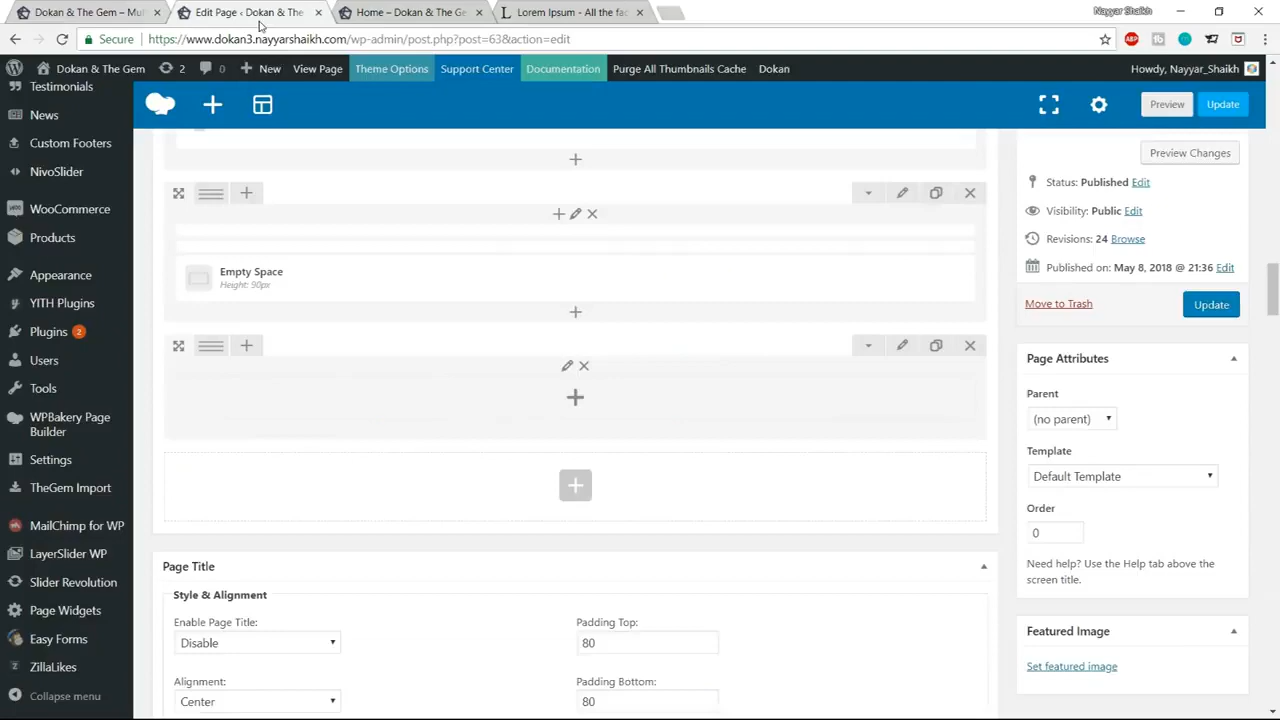 Dokan & The Gem – Mult
Edit Page ‹ Dokan & The
Home – Dokan & The Ge
Lorem Ipsum - All the fac
Nayyar Shaikh
Secure
https://www.dokan3.nayyarshaikh.com/wp-admin/post.php?post=63&action=edit
Dokan & The Gem
2
0
New
View Page
Theme Options
Support Center
Documentation
Purge All Thumbnails Cache
Dokan
Howdy, Nayyar_Shaikh
Testimonials
News
Custom Footers
NivoSlider
WooCommerce
Products
Appearance
YITH Plugins
Plugins 2
Users
Tools
WPBakery Page
Builder
Settings
TheGem Import
MailChimp for WP
LayerSlider WP
Slider Revolution
Page Widgets
Easy Forms
ZillaLikes
Collapse menu
Preview
Update
Empty Space
Height: 90px
Page Title
Style & Alignment
Enable Page Title:
Disable
Padding Top:
80
Alignment:
Center
Padding Bottom:
80
Preview Changes
Status: Published Edit
Visibility: Public Edit
Revisions: 24 Browse
Published on: May 8, 2018 @ 21:36 Edit
Move to Trash
Update
Page Attributes
Parent
(no parent)
Template
Default Template
Order
0
Need help? Use the Help tab above the
screen title.
Featured Image
Set featured image